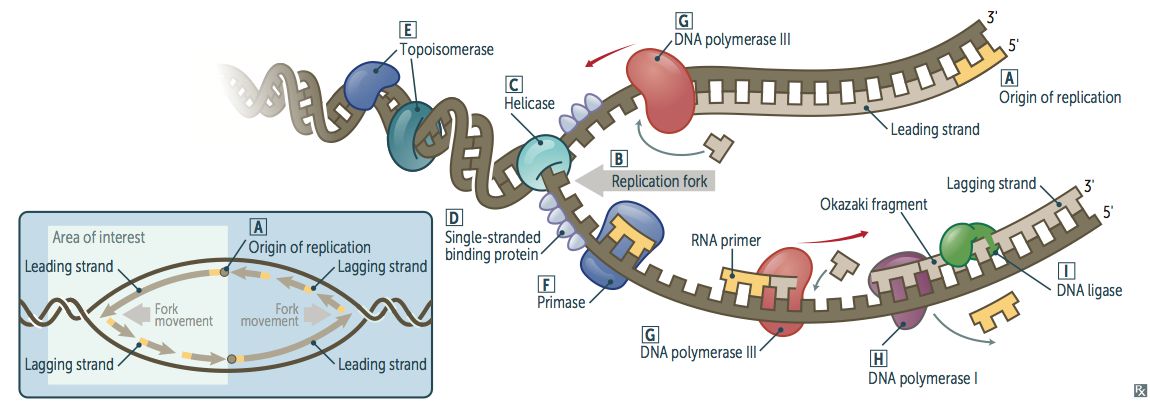 E
Topoisomerase
C
Helicase
G
DNA polymerase III
3'
5'
A
Origin of replication
Leading strand
B
Replication fork
D
Single-stranded
binding protein
F
Primase
RNA primer
G
DNA polymerase III
Okazaki fragment
Lagging strand
3'
5'
I
DNA ligase
H
DNA polymerase I
Area of interest
A
Origin of replication
Leading strand
Lagging strand
Fork
movement
Fork
movement
Lagging strand
Leading strand
Rx